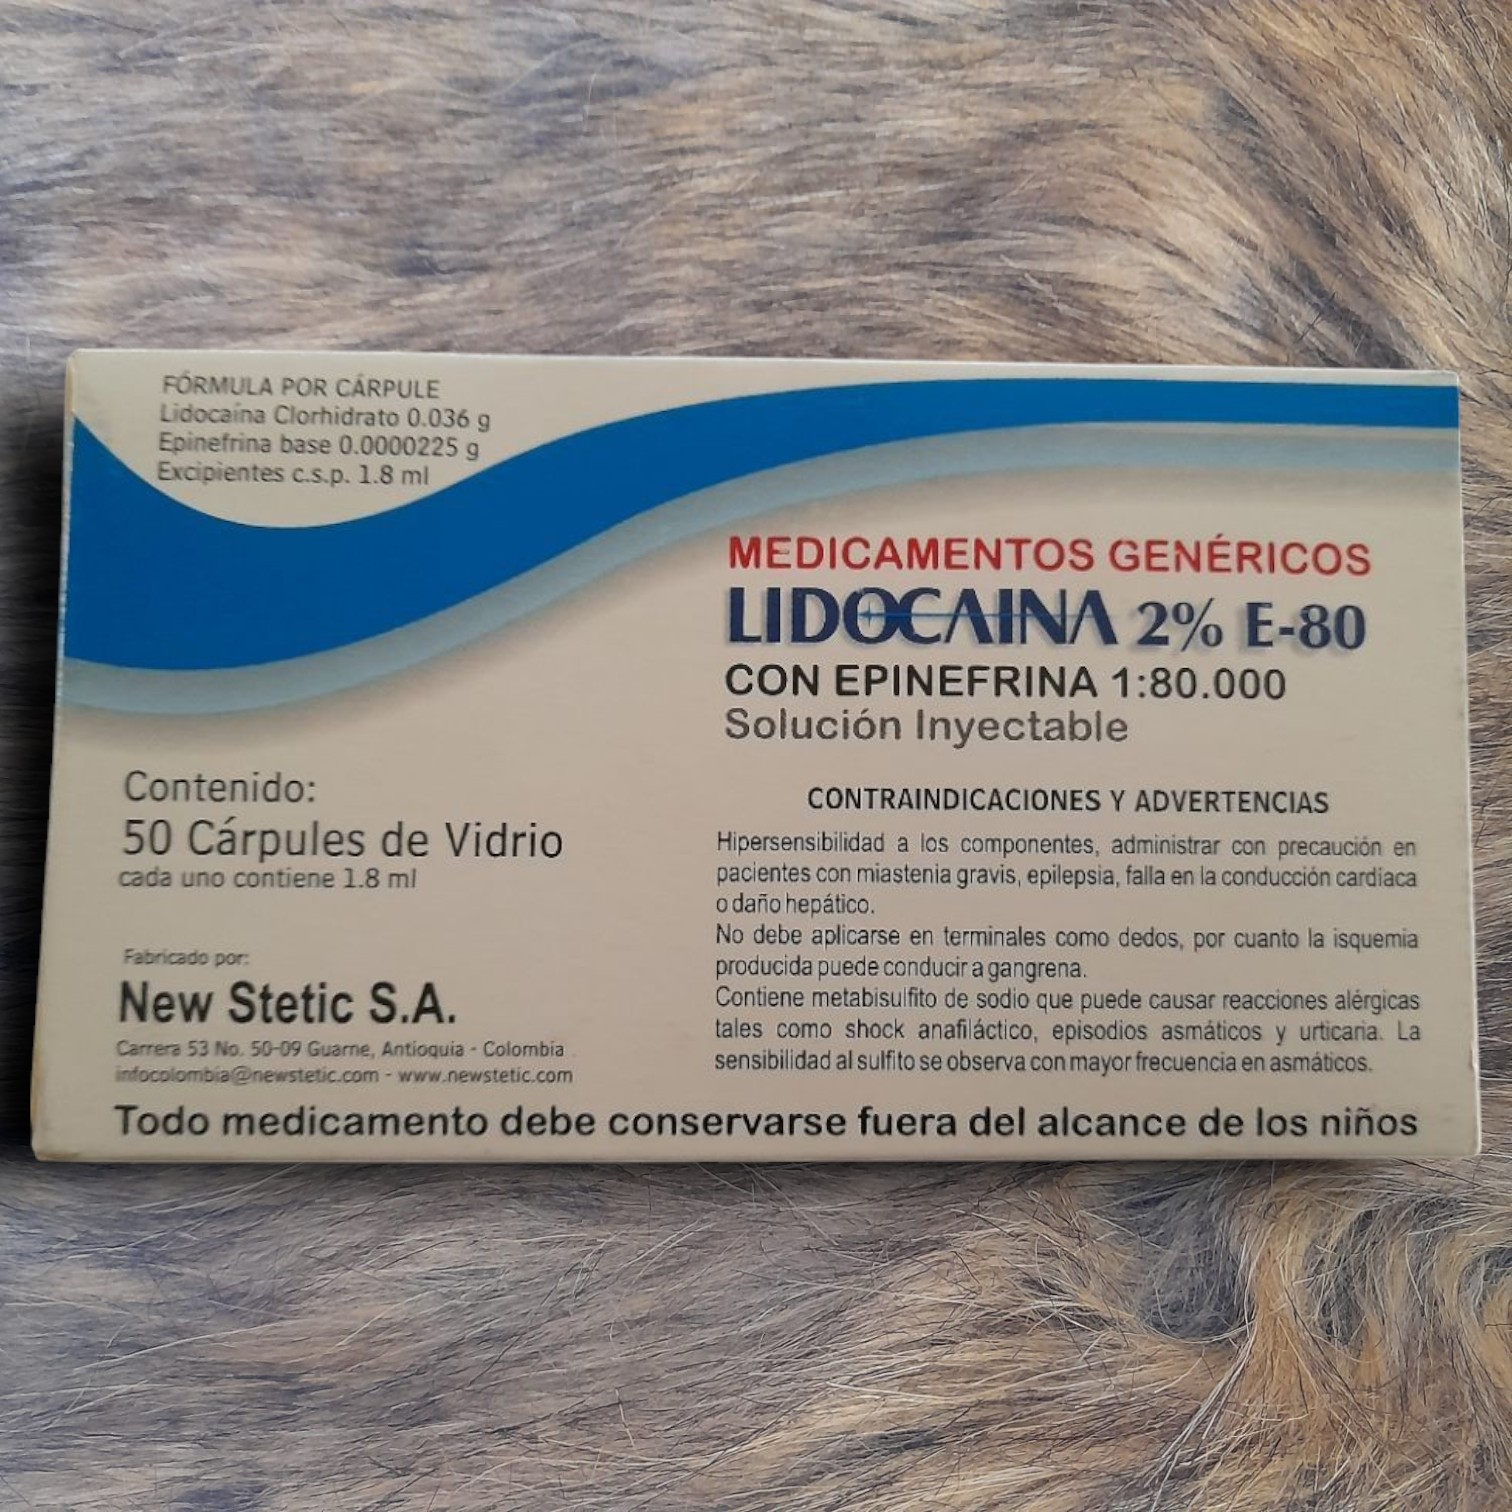 FÓRMULA POR CÁRPULE
Lidocaína Clorhidrato 0.036 g
Epinefrina base 0.0000225 g
Excipientes c.s.p. 1.8 ml
MEDICAMENTOS GENÉRICOS
LIDOCAINA 2% E-80
CON EPINEFRINA 1:80.000
Solución Inyectable
Contenido:
50 Cárpules de Vidrio
cada uno contiene 1.8 ml
Fabricado por:
New Stetic S.A.
Carrera 53 No. 50-09 Guarne, Antioquia - Colombia
infocolombia@newstetic.com - www.newstetic.com
CONTRAINDICACIONES Y ADVERTENCIAS
Hipersensibilidad a los componentes, administrar con precaución en
pacientes con miastenia gravis, epilepsia, falla en la conducción cardíaca
o daño hepático.
No debe aplicarse en terminales como dedos, por cuanto la isquemia
producida puede conducir a gangrena.
Contiene metabisulfito de sodio que puede causar reacciones alérgicas
tales como shock anafiláctico, episodios asmáticos y urticaria. La
sensibilidad al sulfito se observa con mayor frecuencia en asmáticos.
Todo medicamento debe conservarse fuera del alcance de los niños